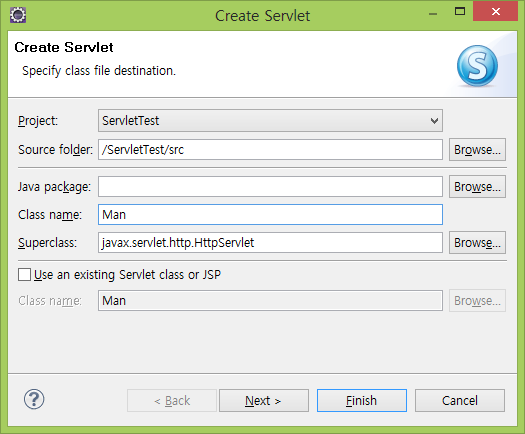 Create Servlet
Create Servlet
Specify class file destination.
S
Project: ServletTest
Source folder: /ServletTest/src Browse...
Java package: Browse...
Class name: Man
Superclass: javax.servlet.http.HttpServlet Browse...
Use an existing Servlet class or JSP
Class name: Man Browse...
? < Back Next > Finish Cancel